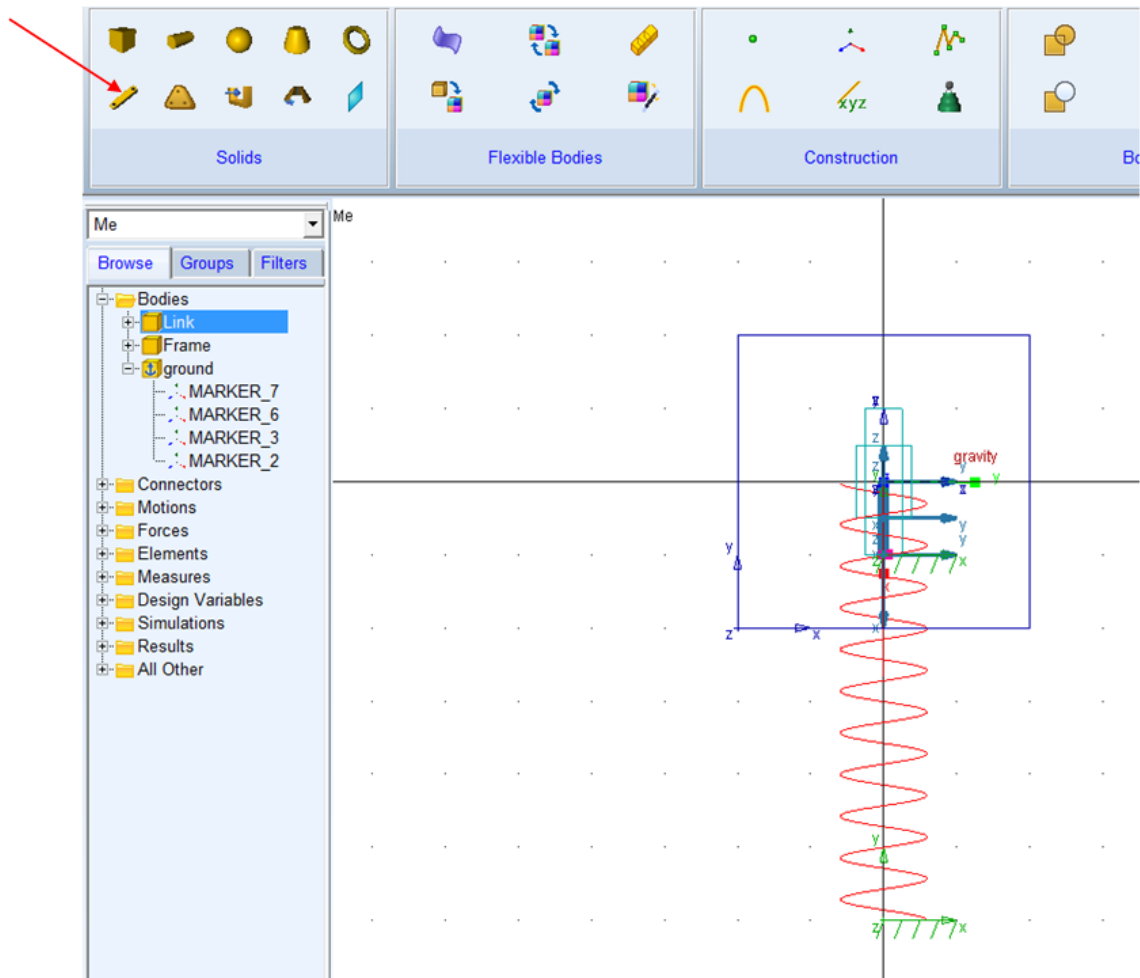 xyz
Solids
Flexible Bodies
Construction
Me
Me
Browse
Groups
Filters
Bodies
Link
Frame
ground
MARKER_7
MARKER_6
MARKER_3
MARKER_2
Connectors
Motions
Forces
Elements
Measures
Design Variables
Simulations
Results
All Other
z
gravity
z
y
y
y
y
y
x
x
x
z
x
x
y
z
x